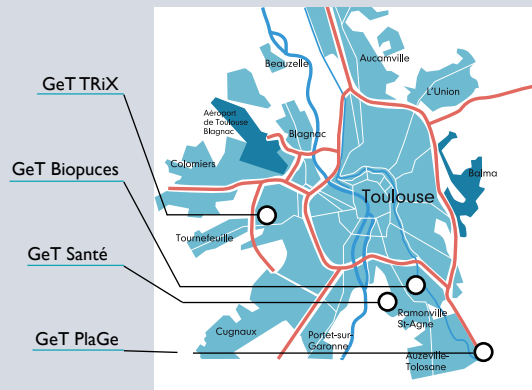 GeT TRiX
GeT Biopuces
GeT Santé
GeT PlaGe
Beauzelle
Aucamville
L'Union
Aéroport
de Toulouse
Blagnac
Blagnac
Colomiers
Balma
Toulouse
Tournefeuille
Cugnaux
Portet-sur-
Garonne
Ramonville
St-Agne
Auzeville-
Tolosane